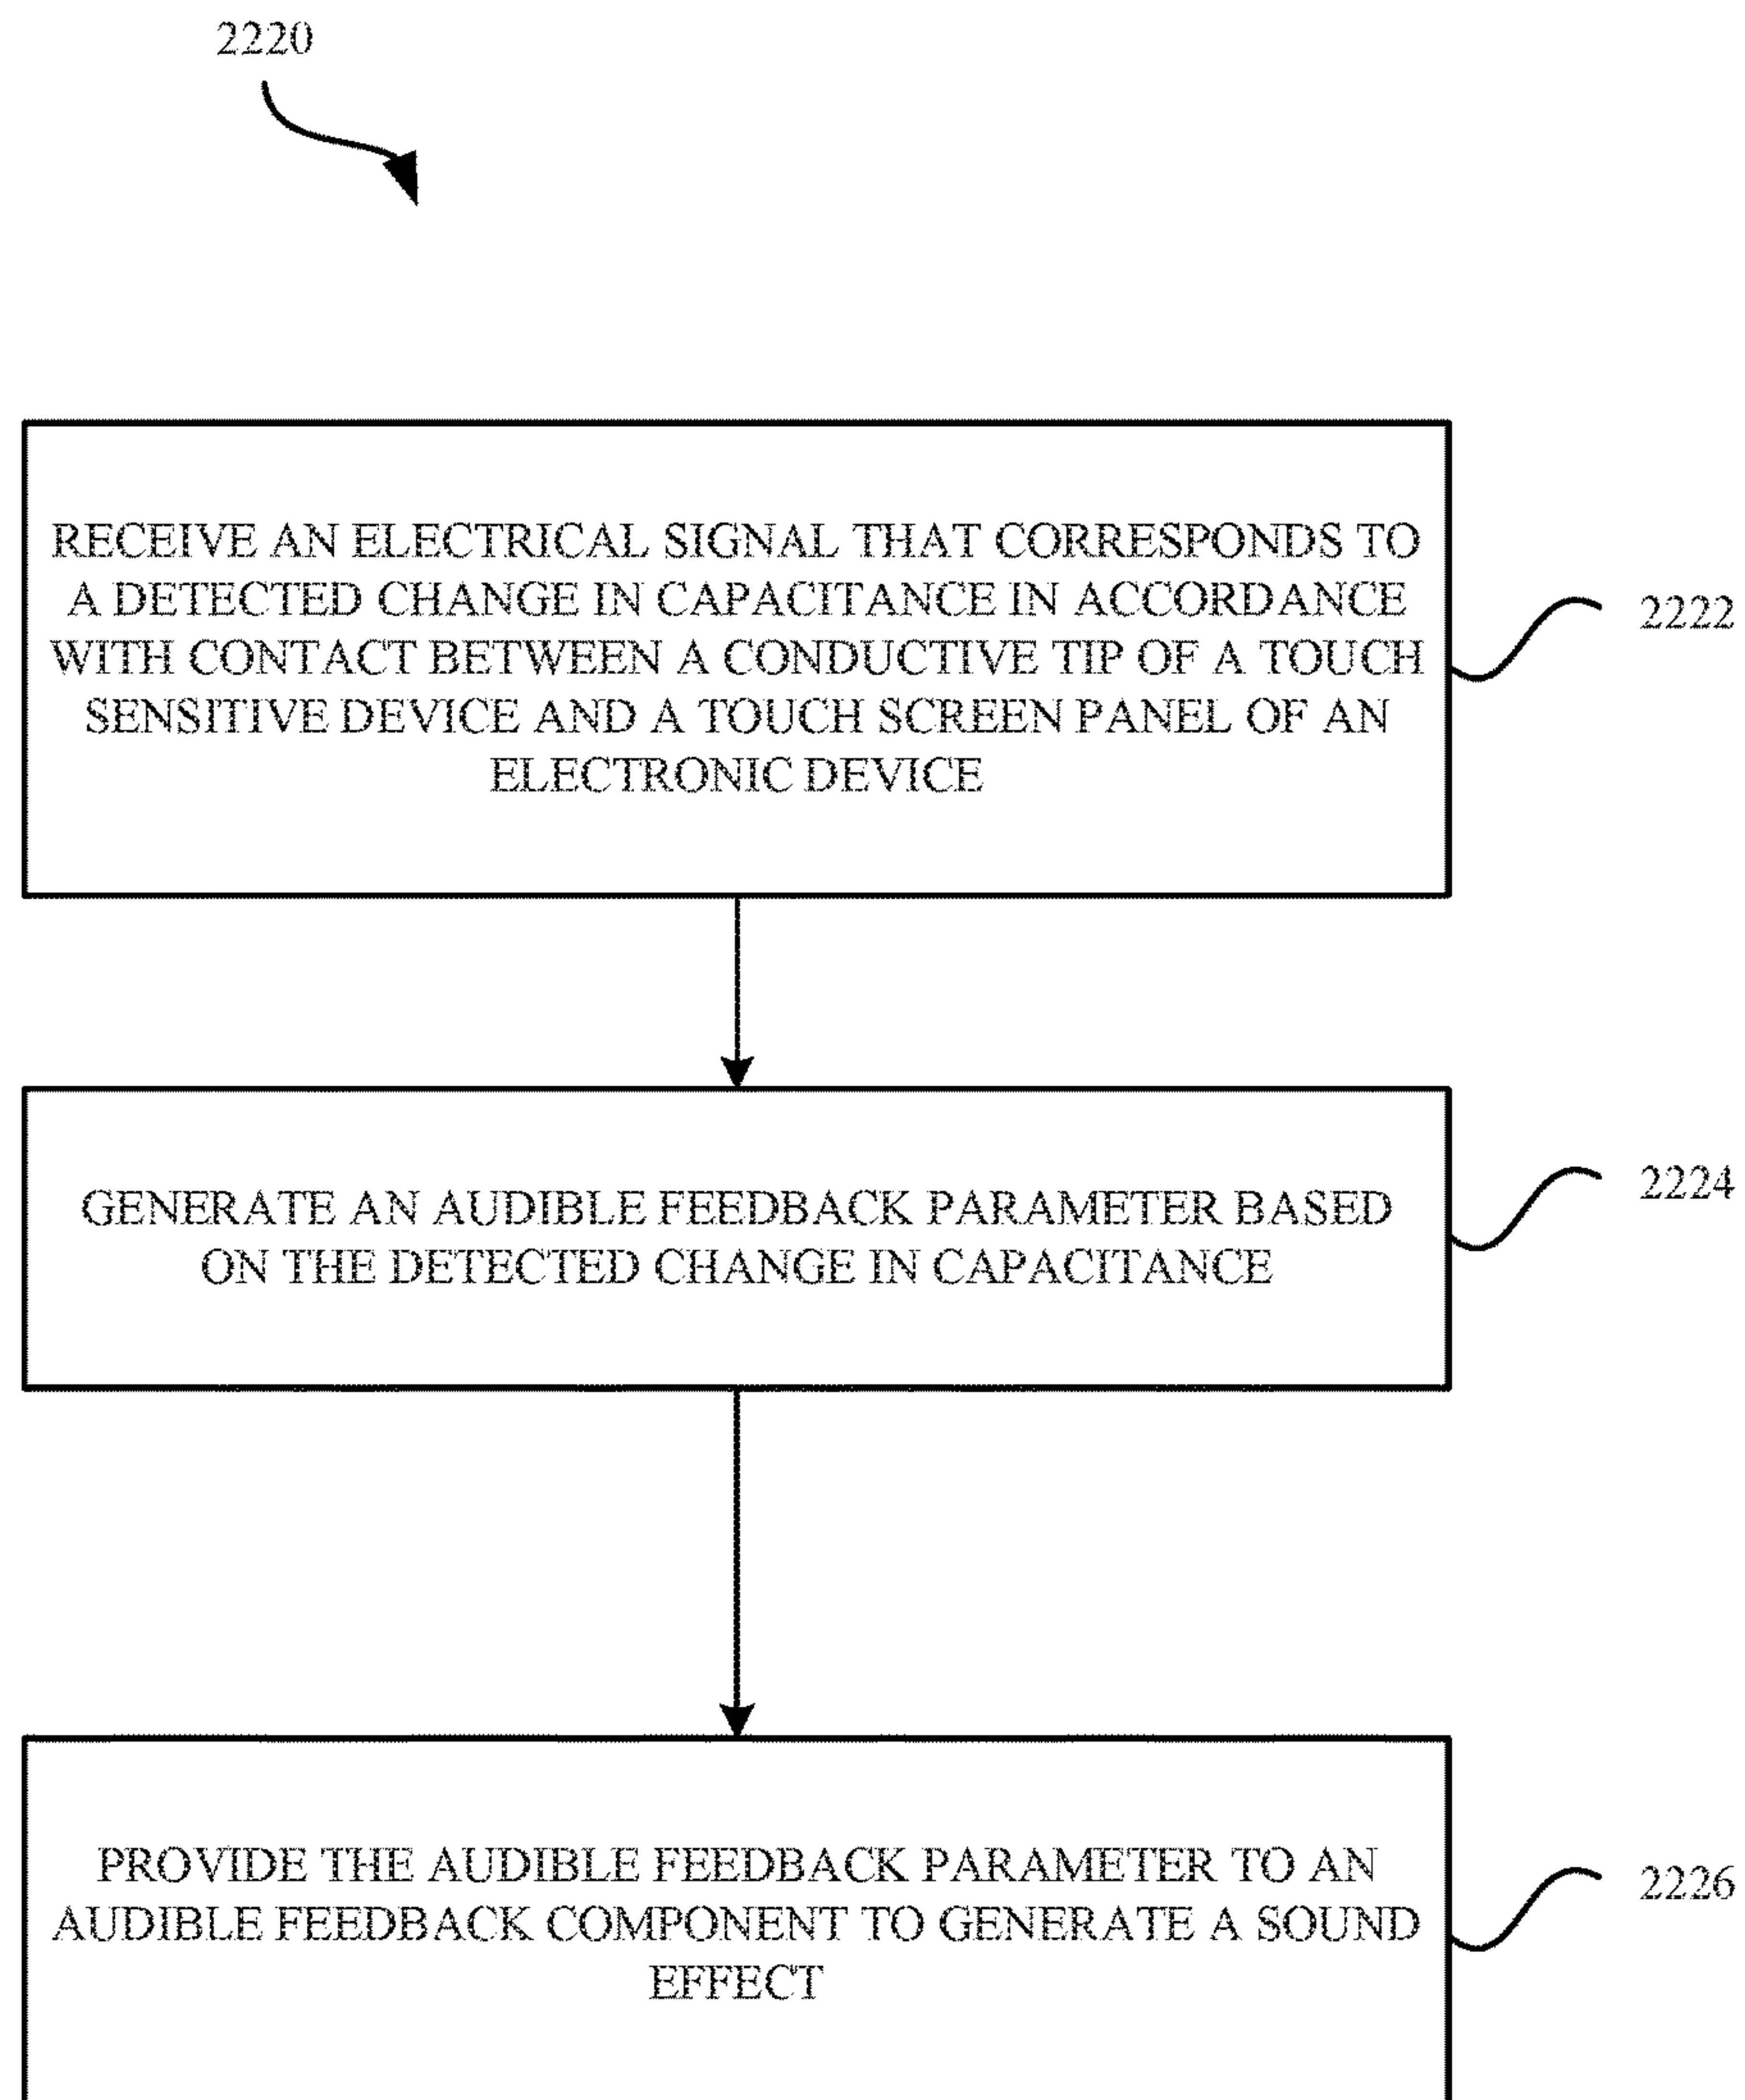 2220
RECEIVE AN ELECTRICAL SIGNAL THAT CORRESPONDS TO
A DETECTED CHANGE IN CAPACITANCE IN ACCORDANCE
WITH CONTACT BETWEEN A CONDUCTIVE TIP OF A TOUCH
SENSITIVE DEVICE AND A TOUCH SCREEN PANEL OF AN
ELECTRONIC DEVICE
2222
GENERATE AN AUDIBLE FEEDBACK PARAMETER BASED
ON THE DETECTED CHANGE IN CAPACITANCE
2224
PROVIDE THE AUDIBLE FEEDBACK PARAMETER TO AN
AUDIBLE FEEDBACK COMPONENT TO GENERATE A SOUND
EFFECT
2226